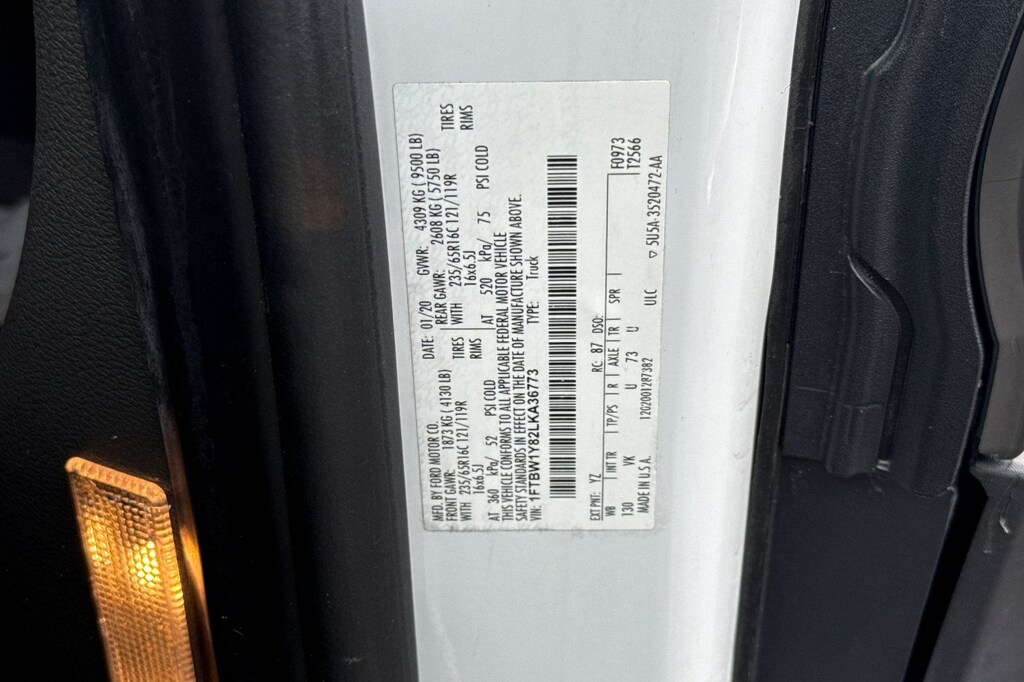 MFD. BY FORD MOTOR CO. DATE: 01/20 GVWR: 4309 KG ( 9500 LB)
FRONT GAWR: 1873 KG ( 4130 LB) REAR GAWR: 2608 KG ( 5750 LB)
WITH 235/65R16C 121/119R TIRES WITH 235/65R16C 121/119R TIRES
16x6.5J RIMS 16x6.5J RIMS
AT 360 kPa/ 52 PSI COLD AT 520 kPa/ 75 PSI COLD
THIS VEHICLE CONFORMS TO ALL APPLICABLE FEDERAL MOTOR VEHICLE
SAFETY STANDARDS IN EFFECT ON THE DATE OF MANUFACTURE SHOWN ABOVE.
VIN: 1FTBW1Y82LKA36773 TYPE: Truck
EXT PNT: YZ RC: 87 DSO: F0973
WB INT TR TP/PS R AXLE TR SPR T2566
130 VK U 73 U
MADE IN U.S.A. 12020012B7382 ULC ▽ 5U5A-3520472-AA